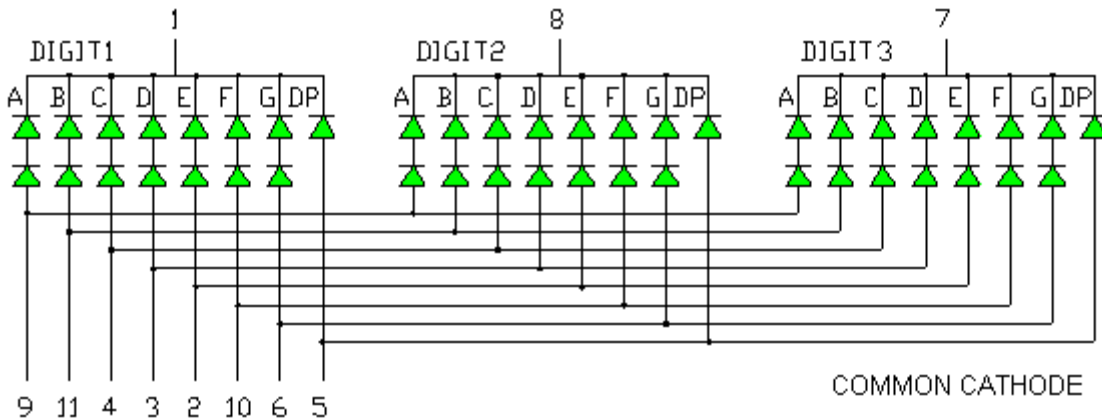 1 8 7
DIGIT1 DIGIT2 DIGIT3
A B C D E F G DP A B C D E F G DP A B C D E F G DP
9 11 4 3 2 10 6 5
COMMON CATHODE